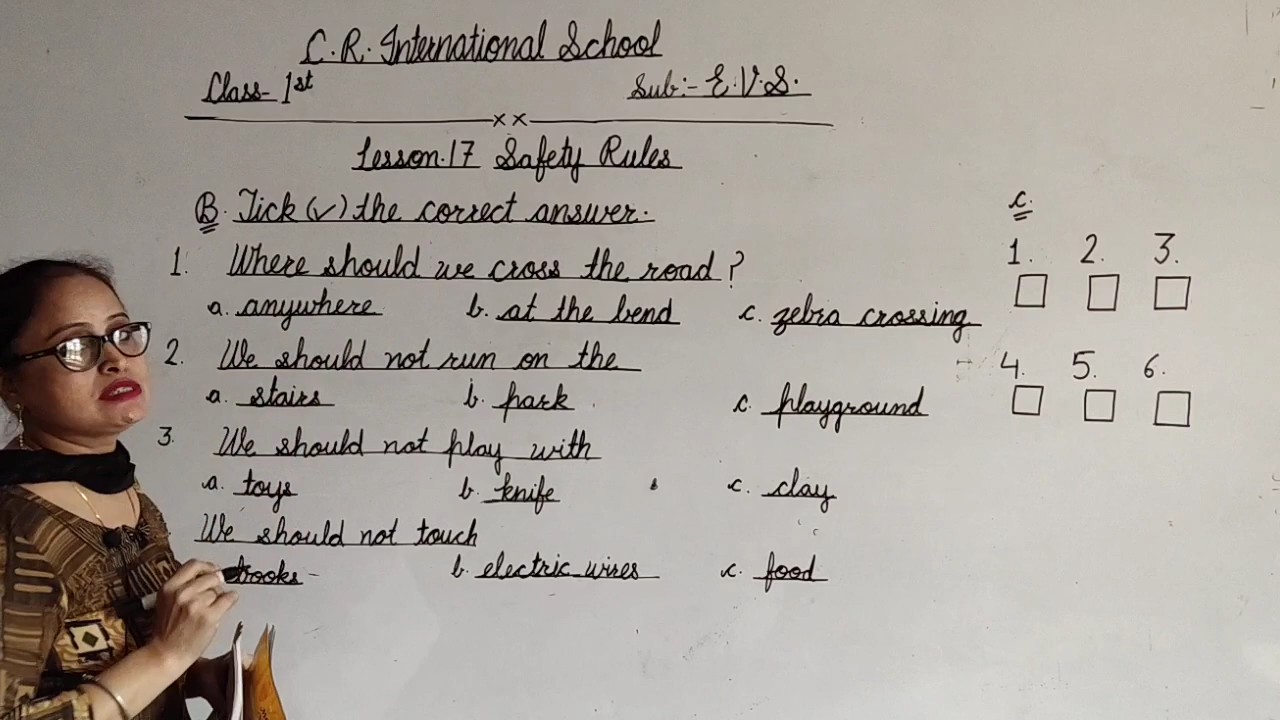 C.R. International School
Class- 1st Sub:- E.V.S.
Lesson.17 Safety Rules
B. Tick (✓) the correct answer.
1. Where should we cross the road?
a. anywhere b. at the bend c. zebra crossing
2. We should not run on the
a. stairs b. park c. playground
3. We should not play with
a. toys b. knife c. clay
We should not touch
books b. electric wires c. food
c.
1. 2. 3.
4. 5. 6.